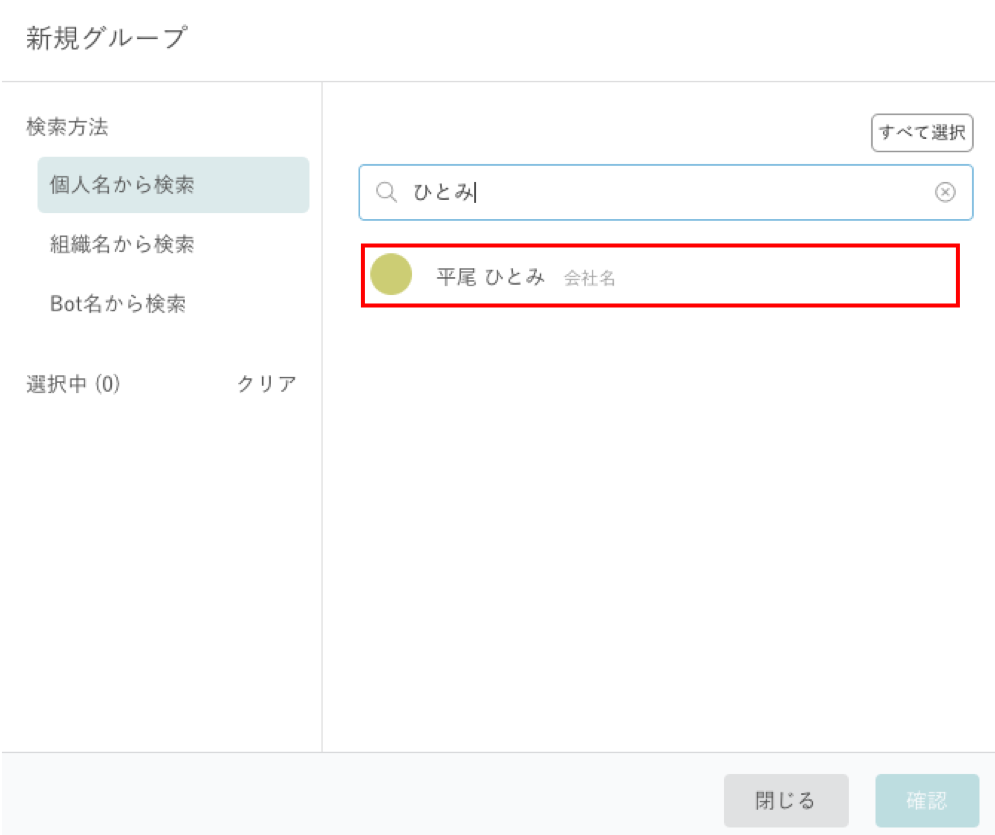 新規グループ
検索方法
個人名から検索
組織名から検索
Bot名から検索
選択中 (0) クリア
すべて選択
ひとみ
平尾 ひとみ 会社名
閉じる 確認